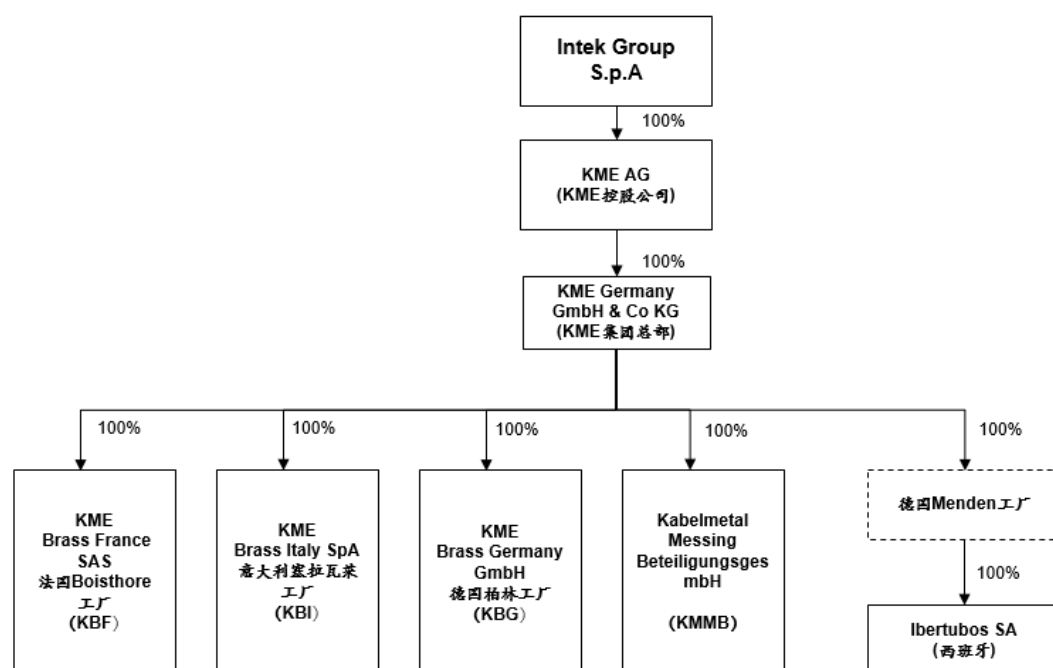 Intek Group
S.p.A
100%
KME AG
(KME控股公司)
100%
KME Germany
GmbH & Co KG
(KME集团总部)
100%
100%
100%
100%
100%
KME
Brass France
SAS
法国Boisthore
工厂
(KBF)
KME
Brass Italy SpA
意大利塞拉瓦莱
工厂
(KBI)
KME
Brass Germany
GmbH
德国柏林工厂
(KBG)
Kabelmetal
Messing
Beteiligungsges
mbH
(KMMB)
德国Menden工厂
100%
Ibertubos SA
(西班牙)